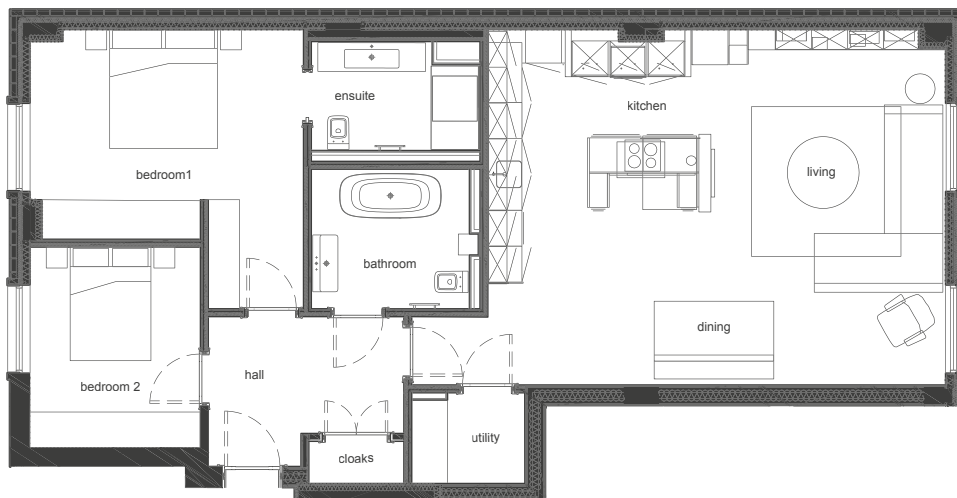 ensuite
kitchen
bedroom1
living
bathroom
dining
hall
bedroom 2
utility
cloaks